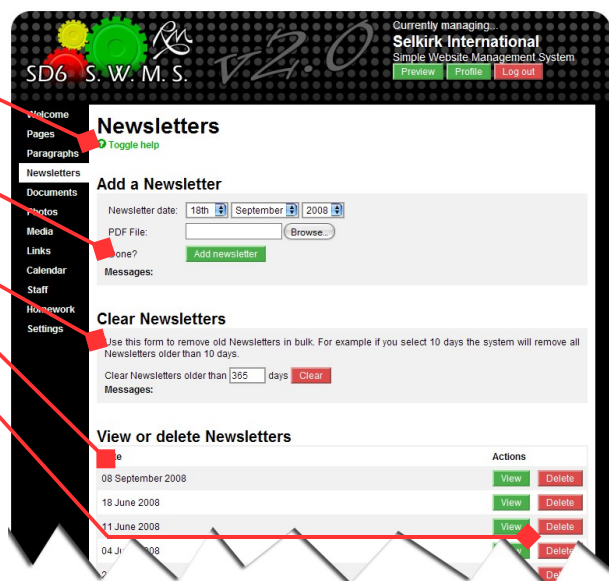 Currently managing...
Selkirk International
Simple Website Management System
Preview Profile Log out
SD6 S. W. M. S.
V2.0
Welcome
Pages
Paragraphs
Newsletters
Documents
Photos
Media
Links
Calendar
Staff
Homework
Settings
Newsletters
Toggle help
Add a Newsletter
Newsletter date: 18th September 2008
PDF File: Browse...
Done? Add newsletter
Messages:
Clear Newsletters
Use this form to remove old Newsletters in bulk. For example if you select 10 days the system will remove all
Newsletters older than 10 days.
Clear Newsletters older than 365 days Clear
Messages:
View or delete Newsletters
Actions
08 September 2008 View Delete
18 June 2008 View Delete
11 June 2008 View Delete
04 2008 Delete